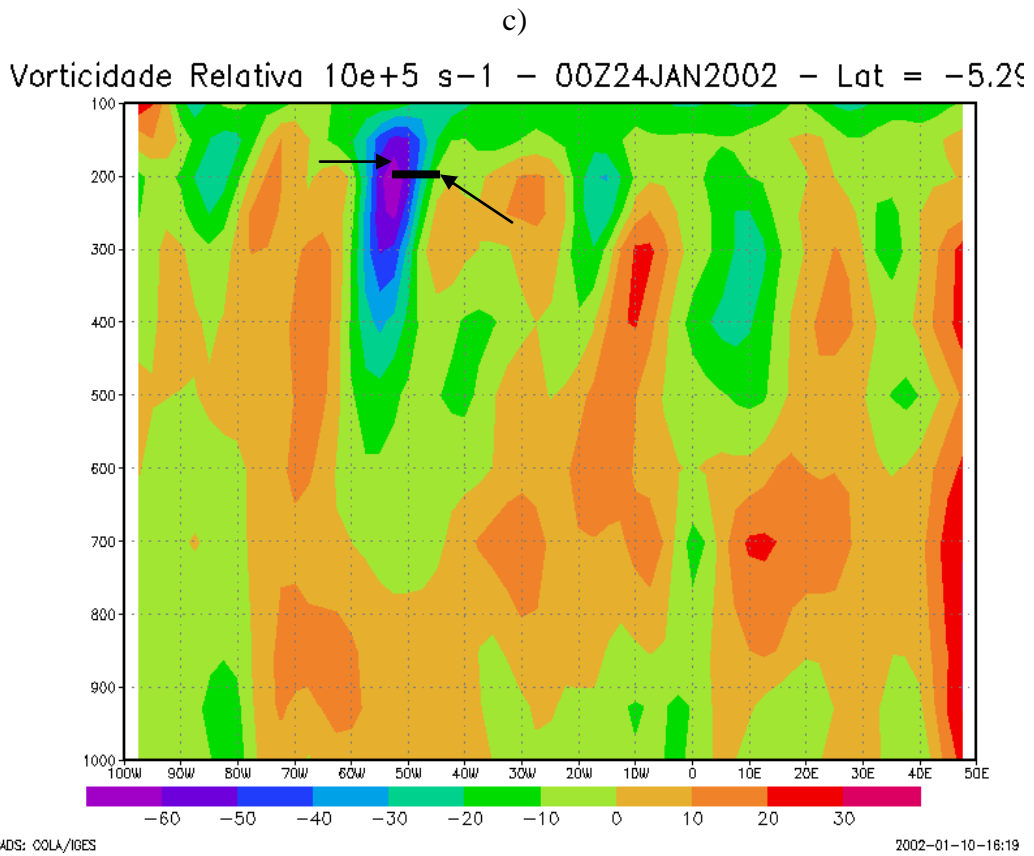 c)
Vorticidade Relativa 10e+5 s-1 - 00Z24JAN2002 - Lat = -5.29
100
200
300
400
500
600
700
800
900
1000
100W 90W 80W 70W 60W 50W 40W 30W 20W 10W 0 10E 20E 30E 40E 50E
-60 -50 -40 -30 -20 -10 0 10 20 30
ADS: COLA/IGES 2002-01-10-16:19